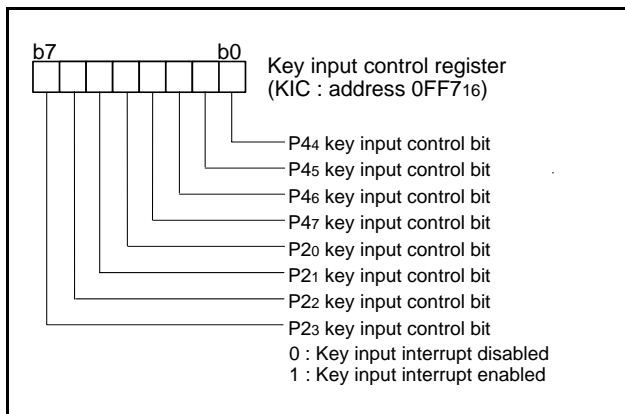 b7 b0
Key input control register
(KIC : address 0FF7₁₆)
P4₄ key input control bit
P4₅ key input control bit
P4₆ key input control bit
P4₇ key input control bit
P2₀ key input control bit
P2₁ key input control bit
P2₂ key input control bit
P2₃ key input control bit
0 : Key input interrupt disabled
1 : Key input interrupt enabled